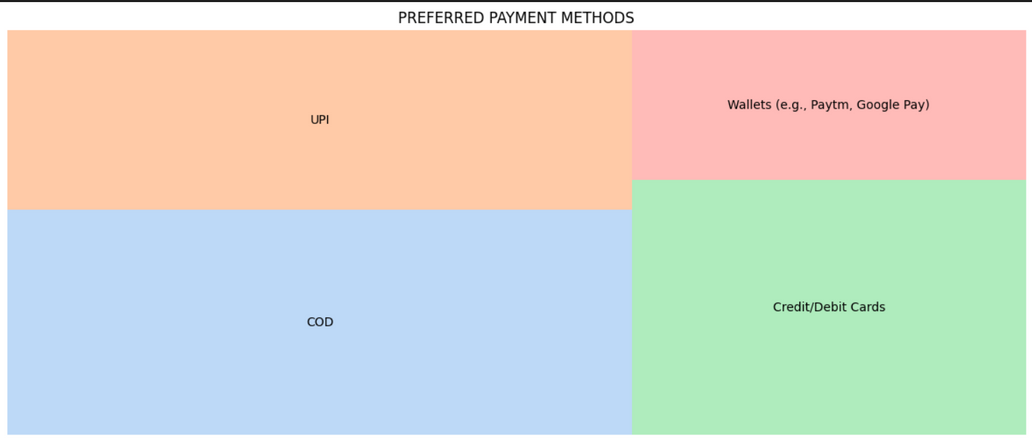 PREFERRED PAYMENT METHODS
UPI
Wallets (e.g., Paytm, Google Pay)
COD
Credit/Debit Cards